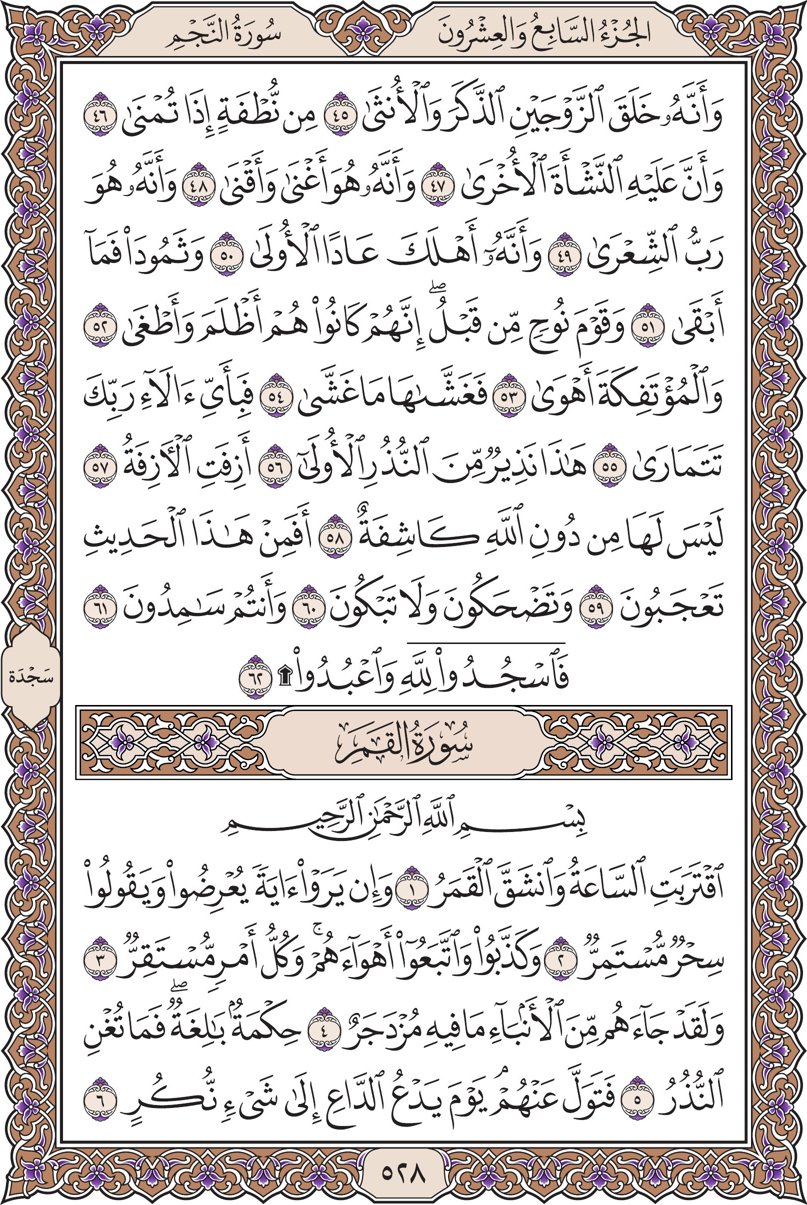 الجُزْءُ السَّابِعُ وَالعِشْرُونَ
سُورَةُ النَّجْمِ
وَأَنَّهُۥ خَلَقَ ٱلزَّوْجَيْنِ ٱلذَّكَرَ وَٱلْأُنثَىٰ ٤٥ مِن نُّطْفَةٍ إِذَا تُمْنَىٰ ٤٦
وَأَنَّ عَلَيْهِ ٱلنَّشْأَةَ ٱلْأُخْرَىٰ ٤٧ وَأَنَّهُۥ هُوَ أَغْنَىٰ وَأَقْنَىٰ ٤٨ وَأَنَّهُۥ هُوَ
رَبُّ ٱلشِّعْرَىٰ ٤٩ وَأَنَّهُۥٓ أَهْلَكَ عَادًا ٱلْأُولَىٰ ٥٠ وَثَمُودَا۟ فَمَآ
أَبْقَىٰ ٥١ وَقَوْمَ نُوحٍ مِّن قَبْلُ ۖ إِنَّهُمْ كَانُوا۟ هُمْ أَظْلَمَ وَأَطْغَىٰ ٥٢
وَٱلْمُؤْتَفِكَةَ أَهْوَىٰ ٥٣ فَغَشَّىٰهَا مَا غَشَّىٰ ٥٤ فَبِأَىِّ ءَالَآءِ رَبِّكَ
تَتَمَارَىٰ ٥٥ هَٰذَا نَذِيرٌ مِّنَ ٱلنُّذُرِ ٱلْأُولَىٰٓ ٥٦ أَزِفَتِ ٱلْـَٔازِفَةُ ٥٧
لَيْسَ لَهَا مِن دُونِ ٱللَّهِ كَاشِفَةٌ ٥٨ أَفَمِنْ هَٰذَا ٱلْحَدِيثِ
تَعْجَبُونَ ٥٩ وَتَضْحَكُونَ وَلَا تَبْكُونَ ٦٠ وَأَنتُمْ سَٰمِدُونَ ٦١
فَٱسْجُدُوا۟ لِلَّهِ وَٱعْبُدُوا۟ ۩ ٦٢
سَجْدَة
سُورَةُ القَمَرِ
بِسْمِ ٱللَّهِ ٱلرَّحْمَٰنِ ٱلرَّحِيمِ
ٱقْتَرَبَتِ ٱلسَّاعَةُ وَٱنشَقَّ ٱلْقَمَرُ ١ وَإِن يَرَوْا۟ ءَايَةً يُعْرِضُوا۟ وَيَقُولُوا۟
سِحْرٌ مُّسْتَمِرٌّ ٢ وَكَذَّبُوا۟ وَٱتَّبَعُوٓا۟ أَهْوَآءَهُمْ ۚ وَكُلُّ أَمْرٍ مُّسْتَقِرٌّ ٣
وَلَقَدْ جَآءَهُم مِّنَ ٱلْأَنۢبَآءِ مَا فِيهِ مُزْدَجَرٌ ٤ حِكْمَةٌۢ بَٰلِغَةٌ ۖ فَمَا تُغْنِ
ٱلنُّذُرُ ٥ فَتَوَلَّ عَنْهُمْ ۘ يَوْمَ يَدْعُ ٱلدَّاعِ إِلَىٰ شَىْءٍ نُّكُرٍ ٦
٥٢٨